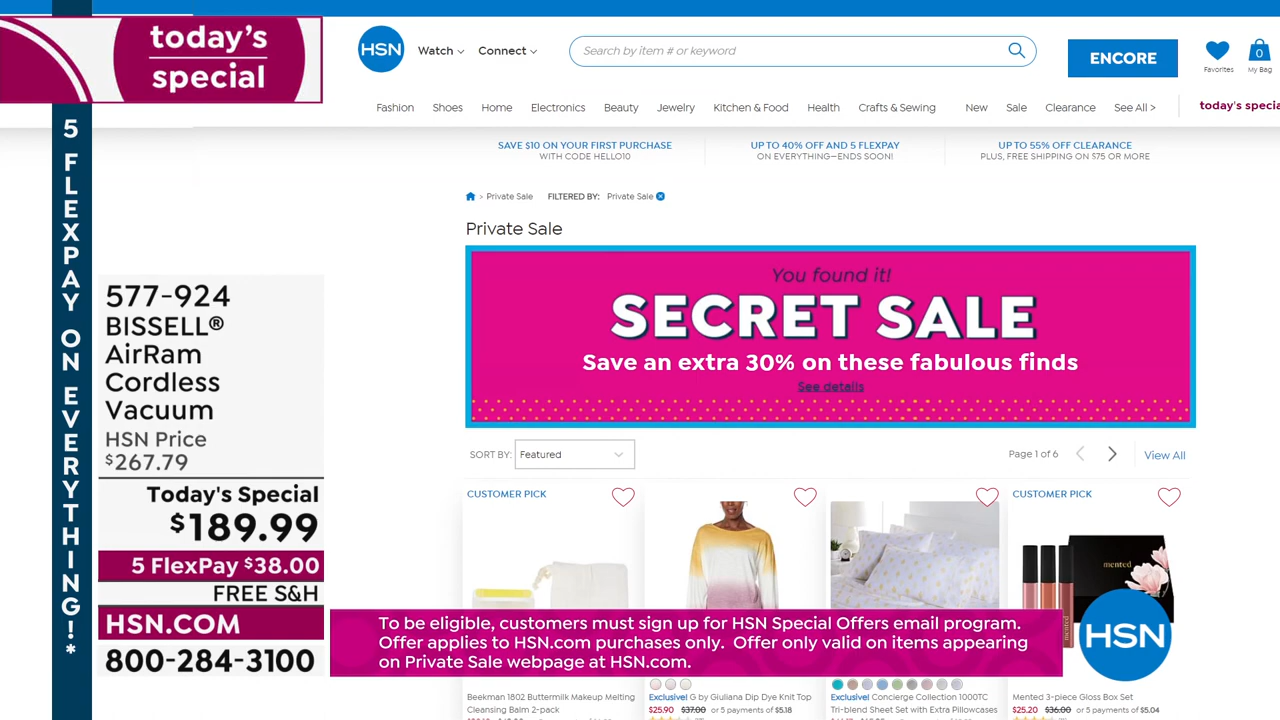 today's
special
5 FLEXPAY ON EVERYTHING!*
577-924
BISSELL®
AirRam
Cordless
Vacuum
HSN Price
$267.79
Today's Special
$189.99
5 FlexPay $38.00
FREE S&H
HSN.COM
800-284-3100
HSN
Watch
Connect
Search by item # or keyword
ENCORE
Favorites
0
My Bag
Fashion Shoes Home Electronics Beauty Jewelry Kitchen & Food Health Crafts & Sewing New Sale Clearance See All >
today's specia
SAVE $10 ON YOUR FIRST PURCHASE
WITH CODE HELLO10
UP TO 40% OFF AND 5 FLEXPAY
ON EVERYTHING—ENDS SOON!
UP TO 55% OFF CLEARANCE
PLUS, FREE SHIPPING ON $75 OR MORE
> Private Sale FILTERED BY: Private Sale
Private Sale
You found it!
SECRET SALE
Save an extra 30% on these fabulous finds
See details
SORT BY: Featured
Page 1 of 6
View All
CUSTOMER PICK
CUSTOMER PICK
mented
mented
To be eligible, customers must sign up for HSN Special Offers email program.
Offer applies to HSN.com purchases only. Offer only valid on items appearing
on Private Sale webpage at HSN.com.
HSN
Beekman 1802 Buttermilk Makeup Melting
Cleansing Balm 2-pack
Exclusive! G by Giuliana Dip Dye Knit Top
$25.90 $37.00 or 5 payments of $5.18
Exclusive! Concierge Collection 1000TC
Tri-blend Sheet Set with Extra Pillowcases
Mented 3-piece Gloss Box Set
$25.20 $36.00 or 5 payments of $5.04